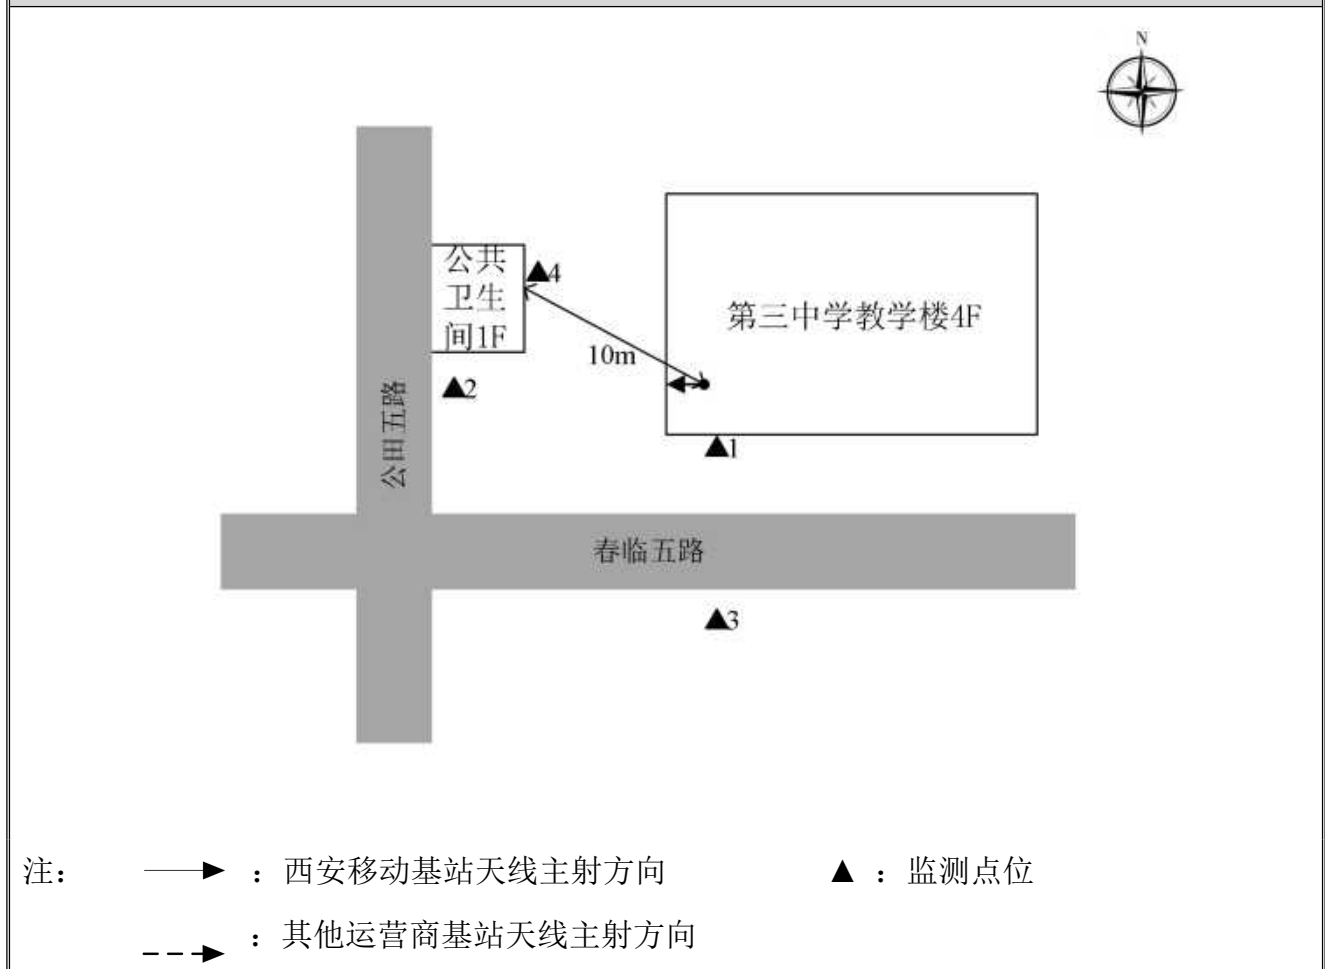 N
公共
卫生
间1F
▲4
第三中学教学楼4F
10m
▲2
公田五路
▲1
春临五路
▲3
注： ：西安移动基站天线主射方向 ▲ ：监测点位
：其他运营商基站天线主射方向